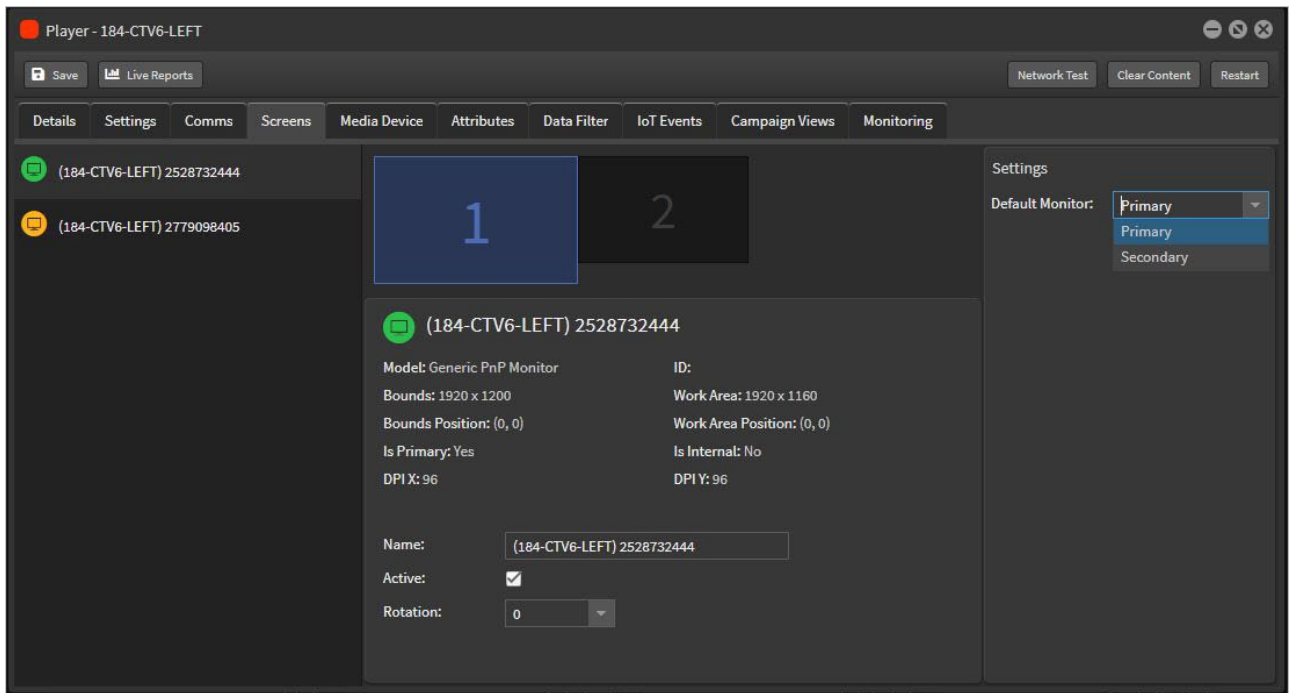 Player - 184-CTV6-LEFT
Save Live Reports Network Test Clear Content Restart
Details Settings Comms Screens Media Device Attributes Data Filter IoT Events Campaign Views Monitoring
(184-CTV6-LEFT) 2528732444
(184-CTV6-LEFT) 2779098405
1
2
(184-CTV6-LEFT) 2528732444
Model: Generic PnP Monitor ID:
Bounds: 1920 x 1200 Work Area: 1920 x 1160
Bounds Position: (0, 0) Work Area Position: (0, 0)
Is Primary: Yes Is Internal: No
DPI X: 96 DPI Y: 96
Name: (184-CTV6-LEFT) 2528732444
Active:
Rotation: 0
Settings
Default Monitor: Primary
Primary
Secondary